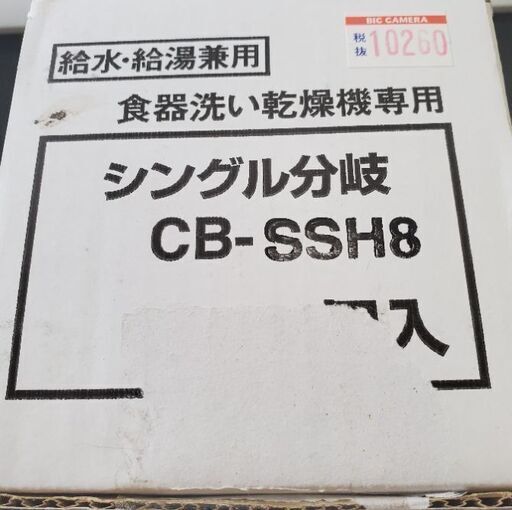 BIG CAMERA
税抜 10260
給水・給湯兼用
食器洗い乾燥機専用
シングル分岐
CB-SSH8
入